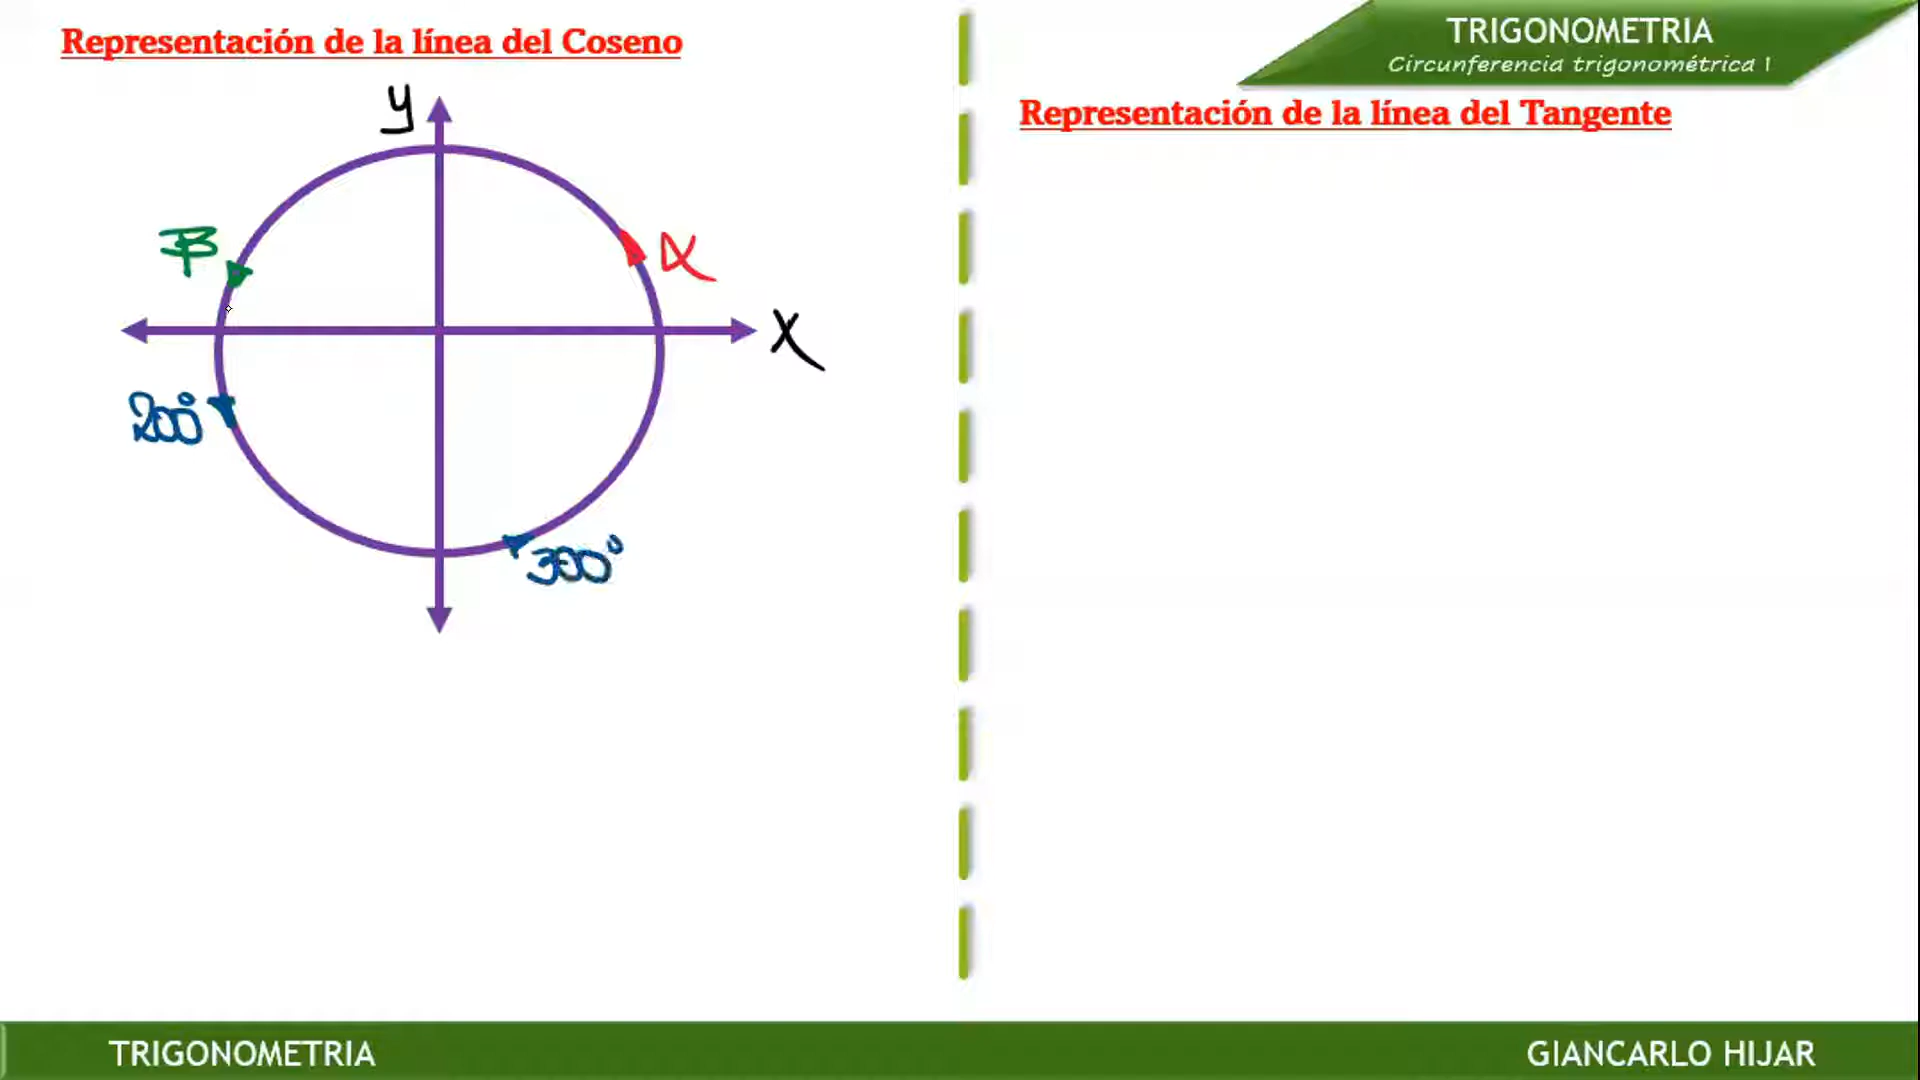 Representación de la línea del Coseno
y
β
α
x
200°
300°
TRIGONOMETRIA
Circunferencia trigonométrica I
Representación de la línea del Tangente
TRIGONOMETRIA
GIANCARLO HIJAR